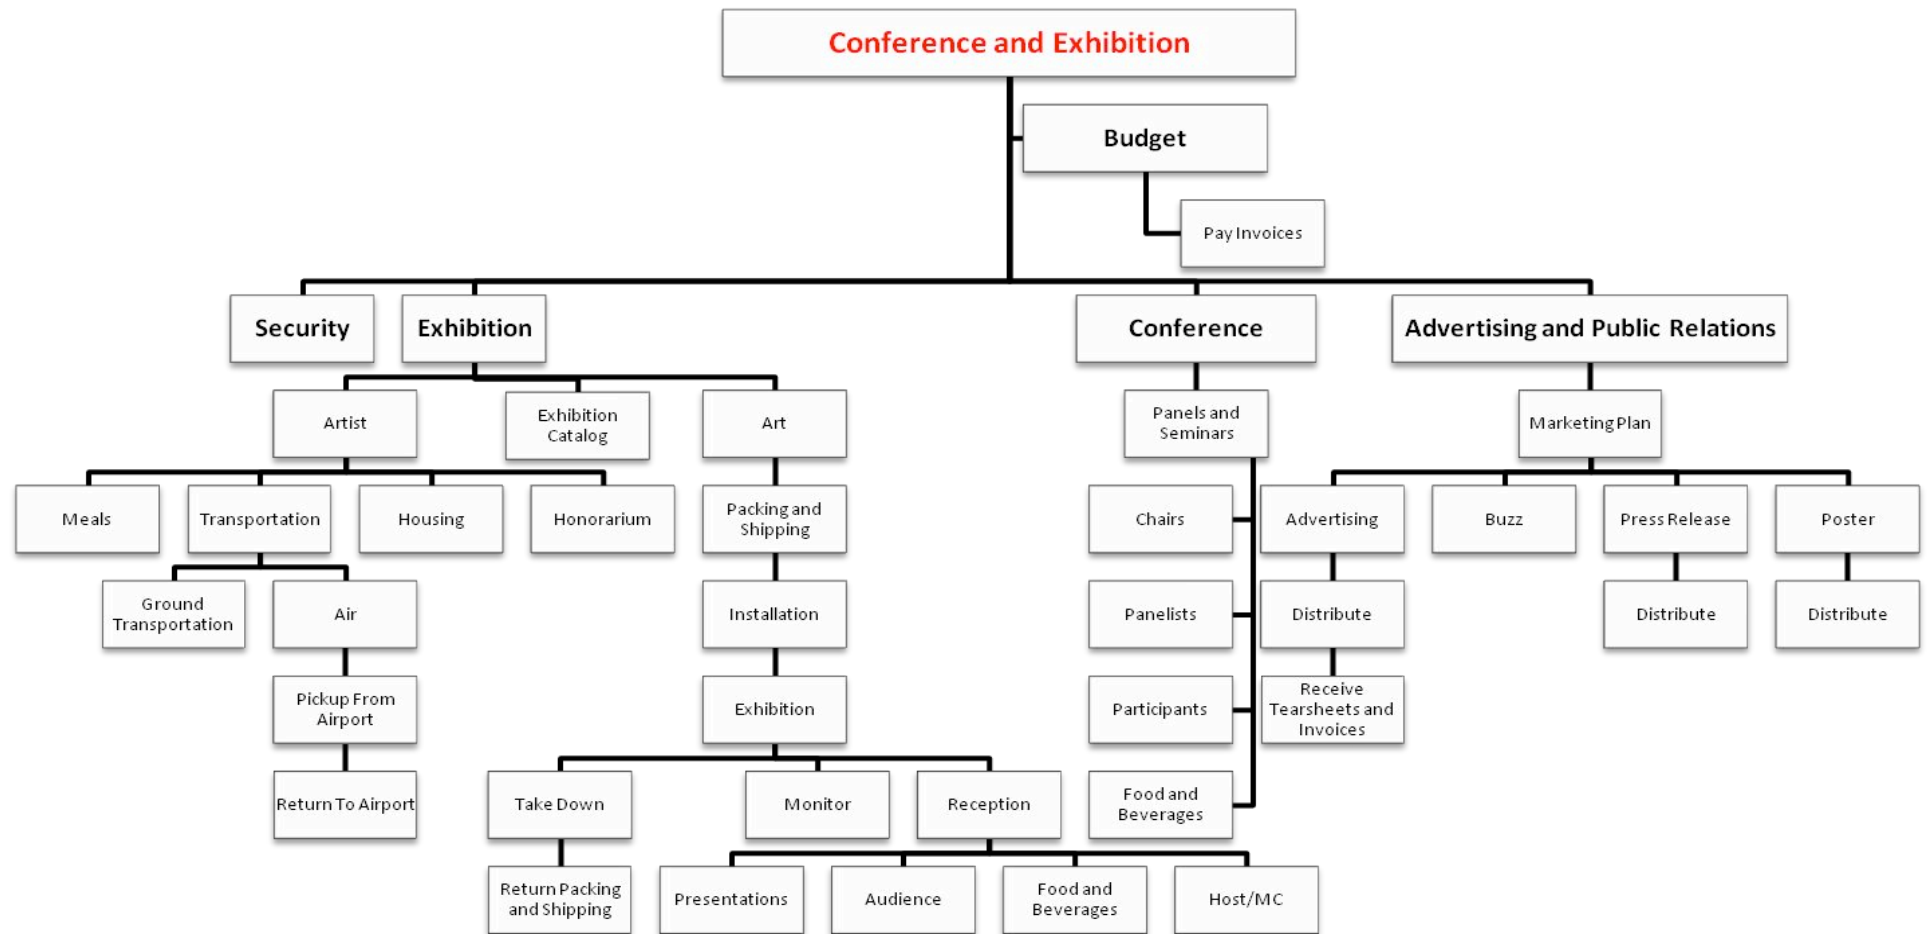 Conference and Exhibition
Budget
Pay Invoices
Security
Exhibition
Conference
Advertising and Public Relations
Artist
Exhibition
Catalog
Art
Panels and
Seminars
Marketing Plan
Meals
Transportation
Housing
Honorarium
Packing and
Shipping
Chairs
Advertising
Buzz
Press Release
Poster
Ground
Transportation
Air
Installation
Panelists
Distribute
Distribute
Distribute
Pickup From
Airport
Exhibition
Participants
Receive
Tearsheets and
Invoices
Return To Airport
Take Down
Monitor
Reception
Food and
Beverages
Return Packing
and Shipping
Presentations
Audience
Food and
Beverages
Host/MC